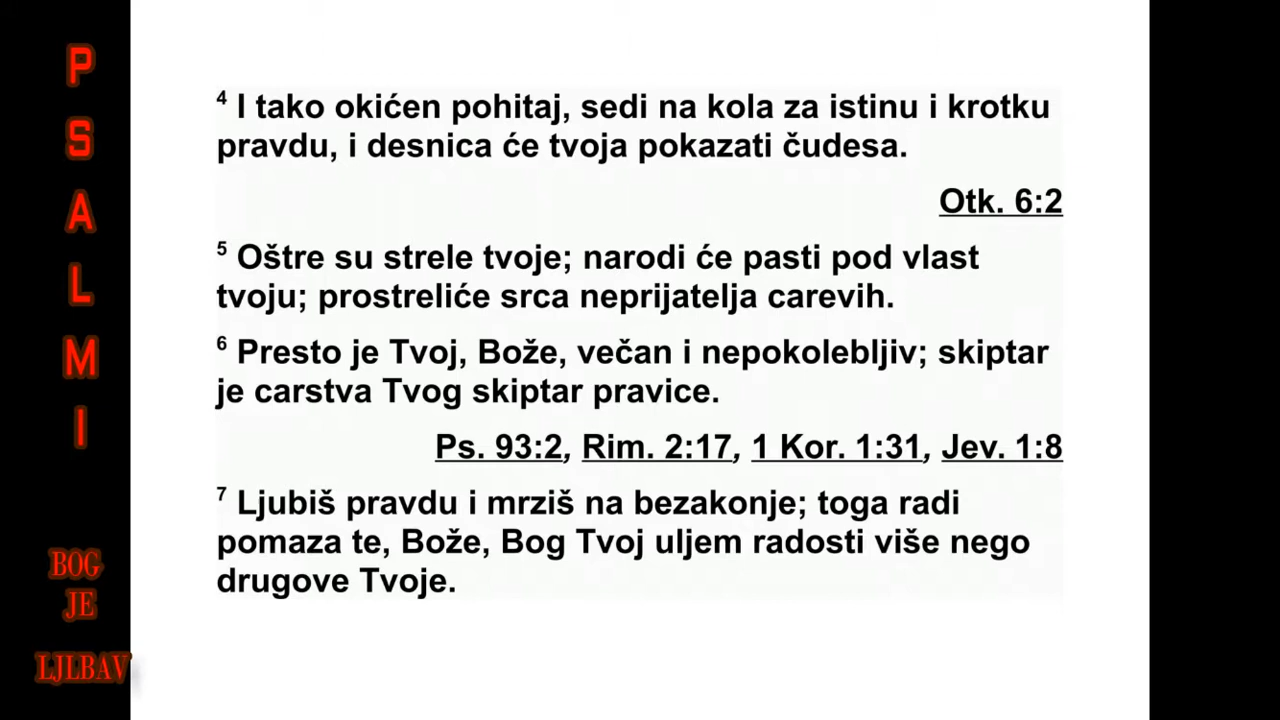 P
S
A
L
M
I
BOG
JE
LJLBAV
4 I tako okićen pohitaj, sedi na kola za istinu i krotku
pravdu, i desnica će tvoja pokazati čudesa.
Otk. 6:2
5 Oštre su strele tvoje; narodi će pasti pod vlast
tvoju; prostreliće srca neprijatelja carevih.
6 Presto je Tvoj, Bože, večan i nepokolebljiv; skiptar
je carstva Tvog skiptar pravice.
Ps. 93:2, Rim. 2:17, 1 Kor. 1:31, Jev. 1:8
7 Ljubiš pravdu i mrziš na bezakonje; toga radi
pomaza te, Bože, Bog Tvoj uljem radosti više nego
drugove Tvoje.